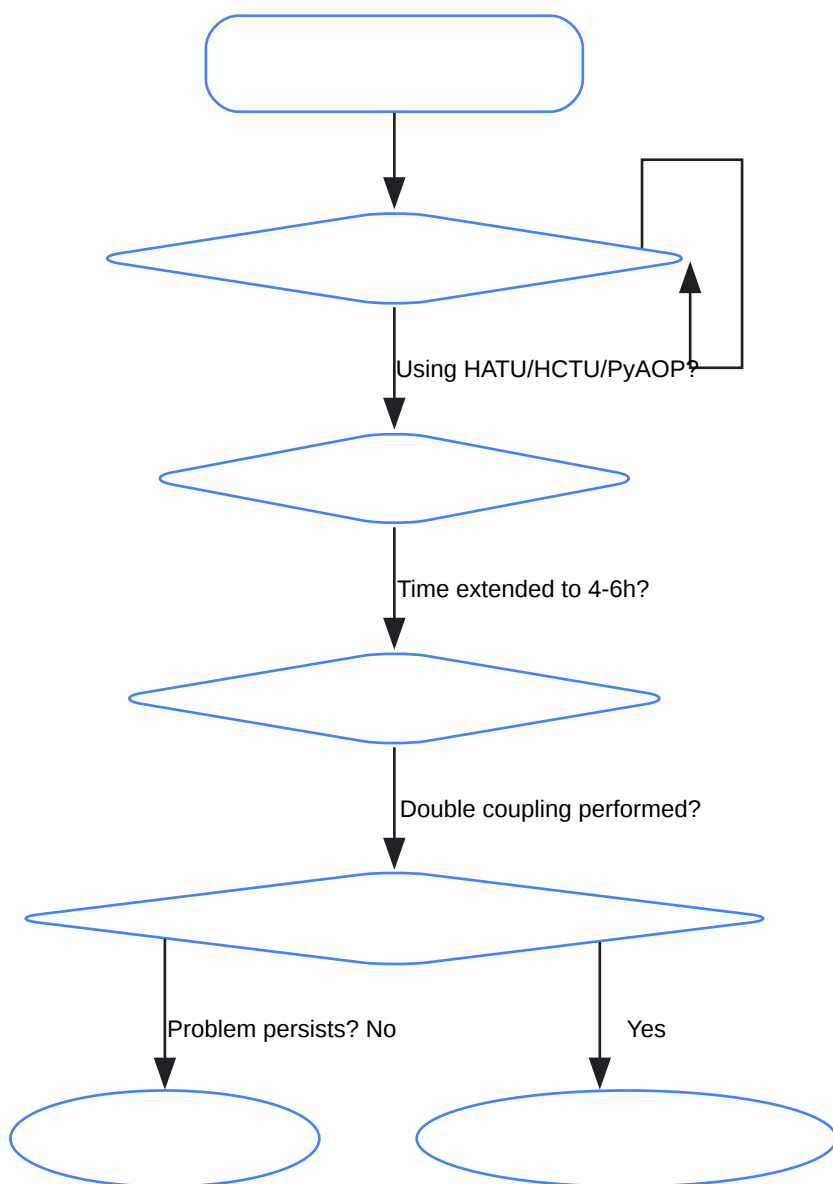 Using HATU/HCTU/PyAOP?
Time extended to 4-6h?
Double coupling performed?
Problem persists? No
Yes